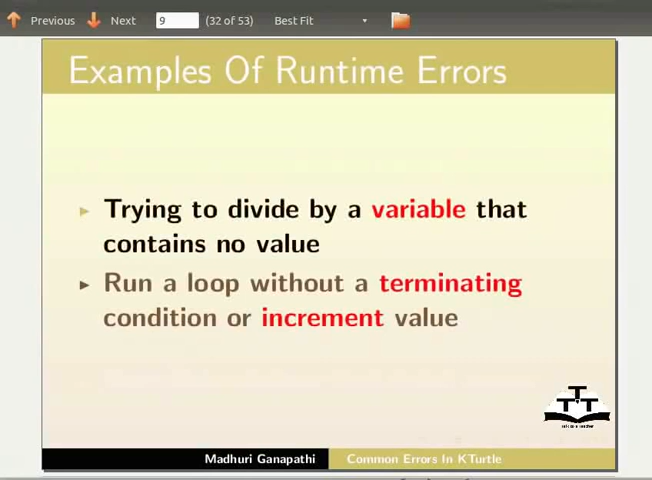 Previous Next 9 (32 of 53) Best Fit
Examples Of Runtime Errors
Trying to divide by a variable that
contains no value
Run a loop without a terminating
condition or increment value
Madhuri Ganapathi Common Errors In KTurtle